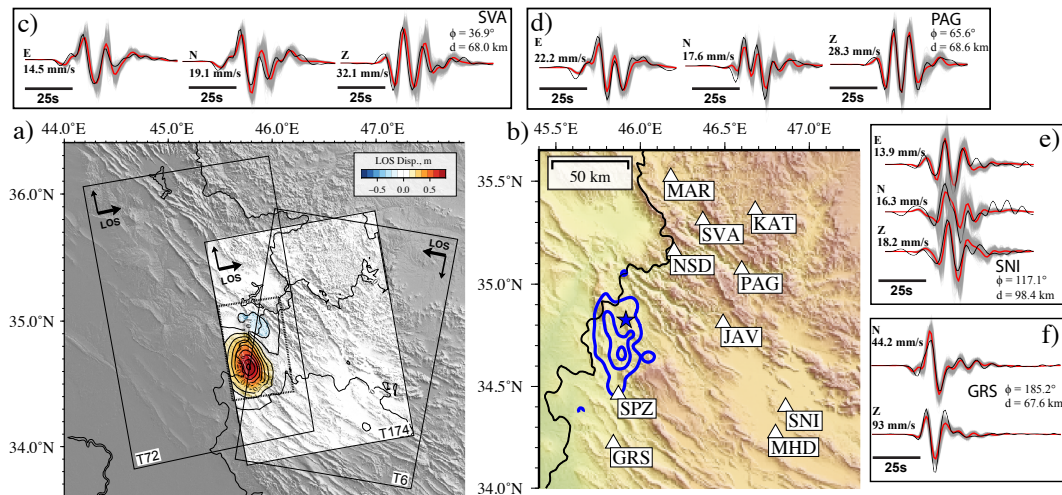 c)
SVA
ϕ = 36.9°
d = 68.0 km
E
14.5 mm/s
N
19.1 mm/s
Z
32.1 mm/s
25s
d)
PAG
ϕ = 65.6°
d = 68.6 km
E
22.2 mm/s
N
17.6 mm/s
Z
28.3 mm/s
25s
25s
25s
a)
44.0°E 45.0°E 46.0°E 47.0°E
36.0°N
35.0°N
34.0°N
LOS Disp., m
−0.5 0.0 0.5
LOS
LOS
LOS
T72
T174
T6
b)
45.5°E 46.0°E 46.5°E 47.0°E
35.5°N
35.0°N
34.5°N
34.0°N
50 km
MAR
KAT
SVA
NSD
PAG
JAV
SPZ
SNI
GRS
MHD
e)
E
13.9 mm/s
N
16.3 mm/s
Z
18.2 mm/s
25s
SNI
ϕ = 117.1°
d = 98.4 km
f)
N
44.2 mm/s
GRS
ϕ = 185.2°
d = 67.6 km
Z
93 mm/s
25s